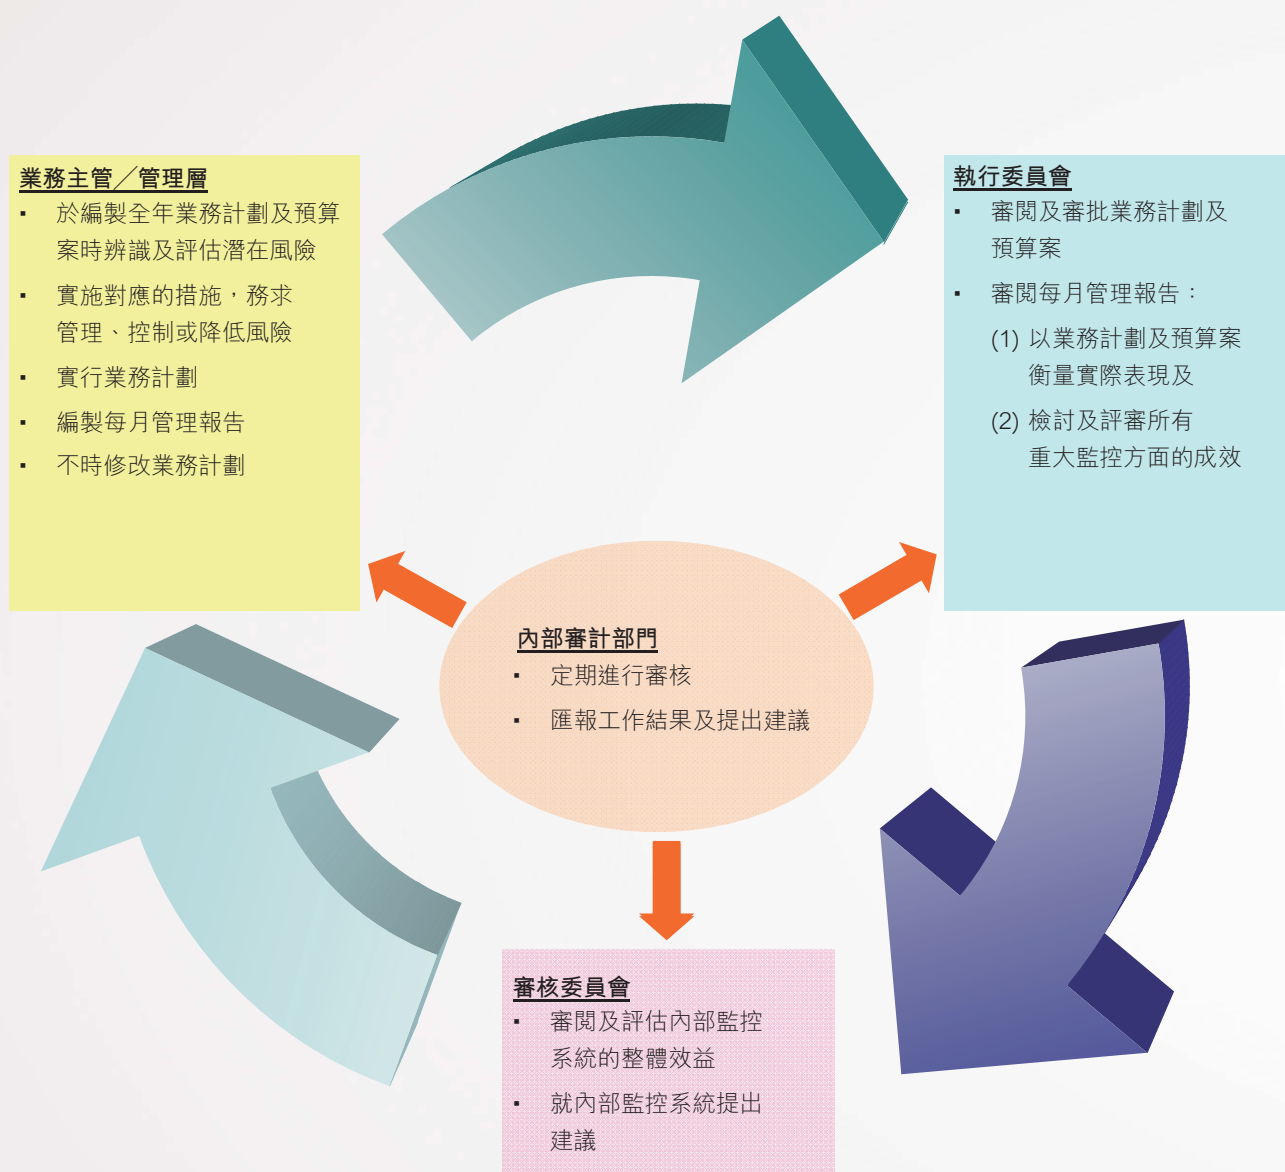 業務主管╱管理層
▪ 於編製全年業務計劃及預算
案時辨識及評估潛在風險
▪ 實施對應的措施，務求
管理、控制或降低風險
▪ 實行業務計劃
▪ 編製每月管理報告
▪ 不時修改業務計劃
執行委員會
▪ 審閱及審批業務計劃及
預算案
▪ 審閱每月管理報告：
(1) 以業務計劃及預算案
衡量實際表現及
(2) 檢討及評審所有
重大監控方面的成效
內部審計部門
▪ 定期進行審核
▪ 匯報工作結果及提出建議
審核委員會
▪ 審閱及評估內部監控
系統的整體效益
▪ 就內部監控系統提出
建議